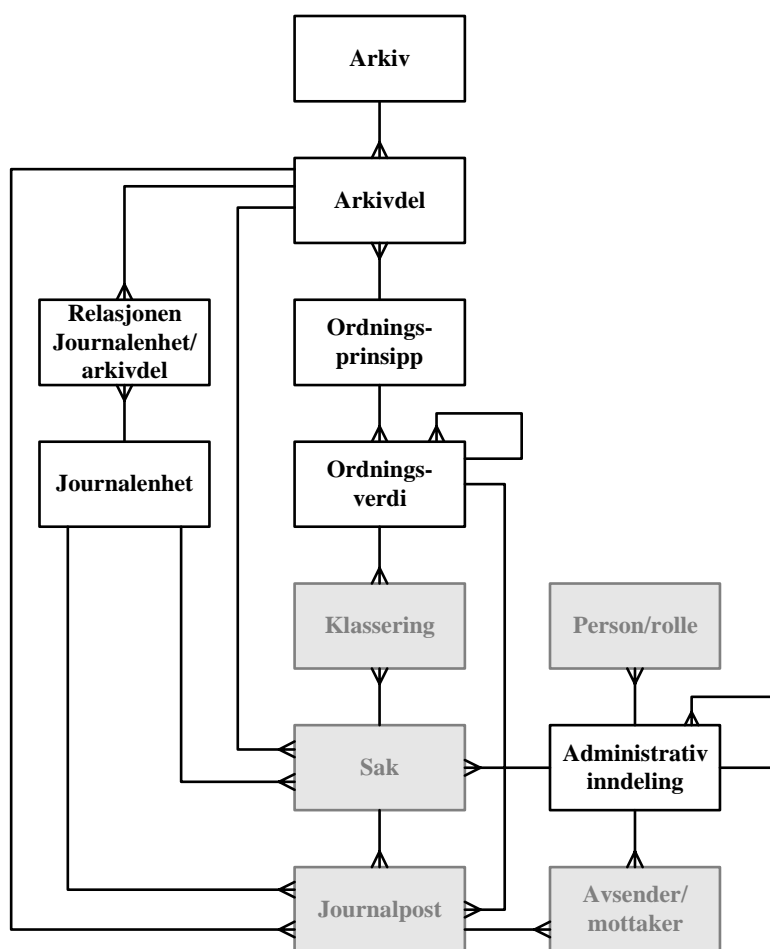 Arkiv
Arkivdel
Relasjonen
Journalenhet/
arkivdel
Ordnings-
prinsipp
Journalenhet
Ordnings-
verdi
Klassering
Person/rolle
Sak
Administrativ
inndeling
Journalpost
Avsender/
mottaker